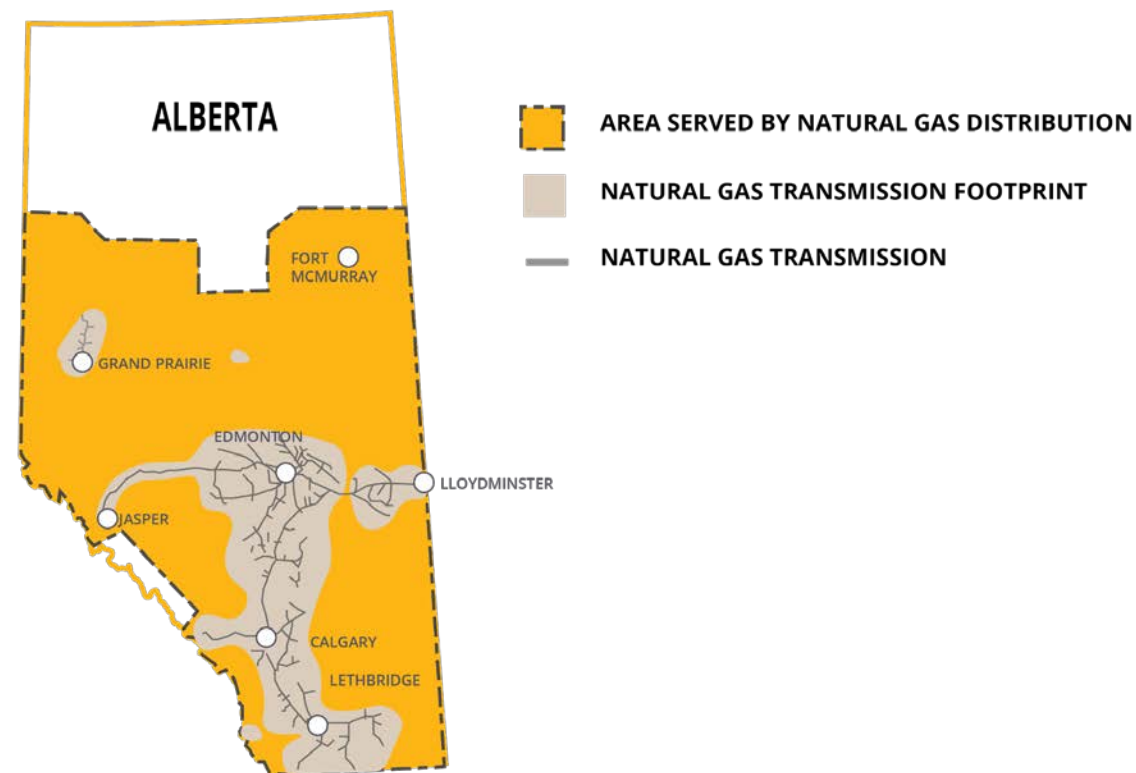 ALBERTA
AREA SERVED BY NATURAL GAS DISTRIBUTION
NATURAL GAS TRANSMISSION FOOTPRINT
NATURAL GAS TRANSMISSION
FORT
MCMURRAY
GRAND PRAIRIE
EDMONTON
LLOYDMINSTER
JASPER
CALGARY
LETHBRIDGE